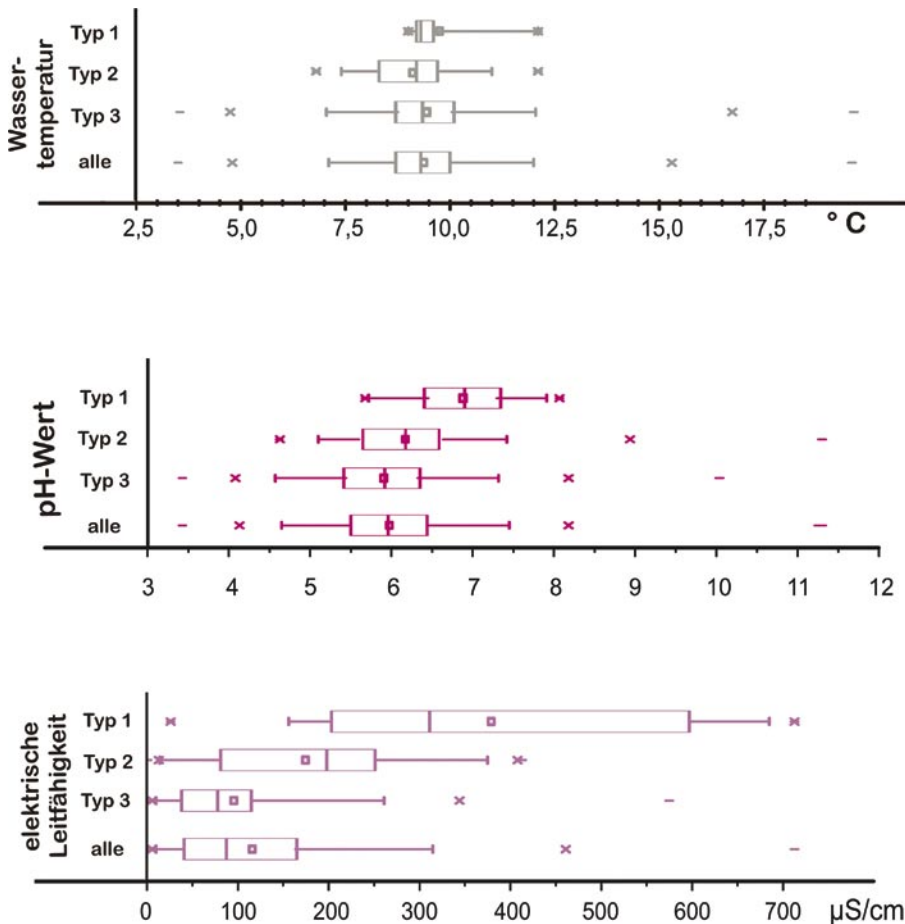 Wasser-
temperatur
Typ 1
Typ 2
Typ 3
alle
2,5 5,0 7,5 10,0 12,5 15,0 17,5 ° C
pH-Wert
Typ 1
Typ 2
Typ 3
alle
3 4 5 6 7 8 9 10 11 12
elektrische
Leitfähigkeit
Typ 1
Typ 2
Typ 3
alle
0 100 200 300 400 500 600 700 µS/cm